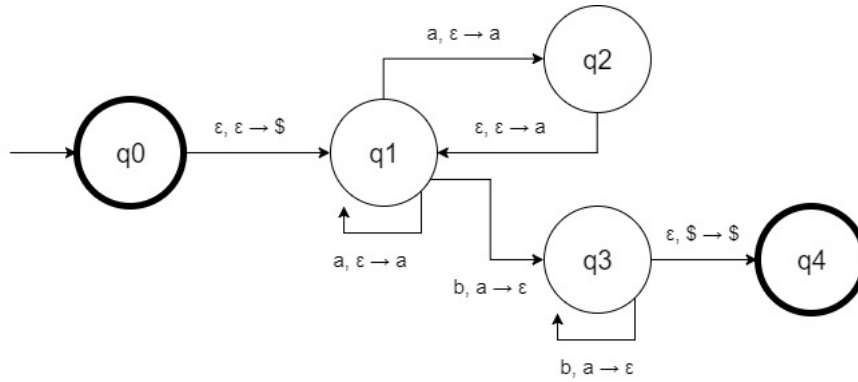 a, ε → a
q2
ε, ε → $
ε, ε → a
q0
q1
q3
ε, $ → $
q4
a, ε → a
b, a → ε
b, a → ε